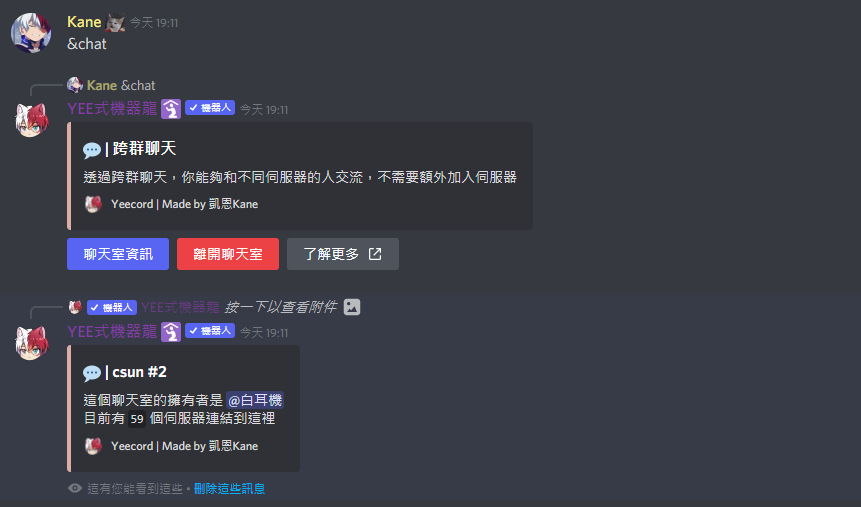 Kane 今天 19:11
&chat
Kane &chat
YEE式機器龍 機器人 今天 19:11
| 跨群聊天
透過跨群聊天，你能夠和不同伺服器的人交流，不需要額外加入伺服器
Yeecord | Made by 凱恩Kane
聊天室資訊 離開聊天室 了解更多
機器人 YEE式機器龍 按一下以查看附件
YEE式機器龍 機器人 今天 19:11
| csun #2
這個聊天室的擁有者是 @白耳機
目前有 59 個伺服器連結到這裡
Yeecord | Made by 凱恩Kane
這有您能看到這些 • 刪除這些訊息